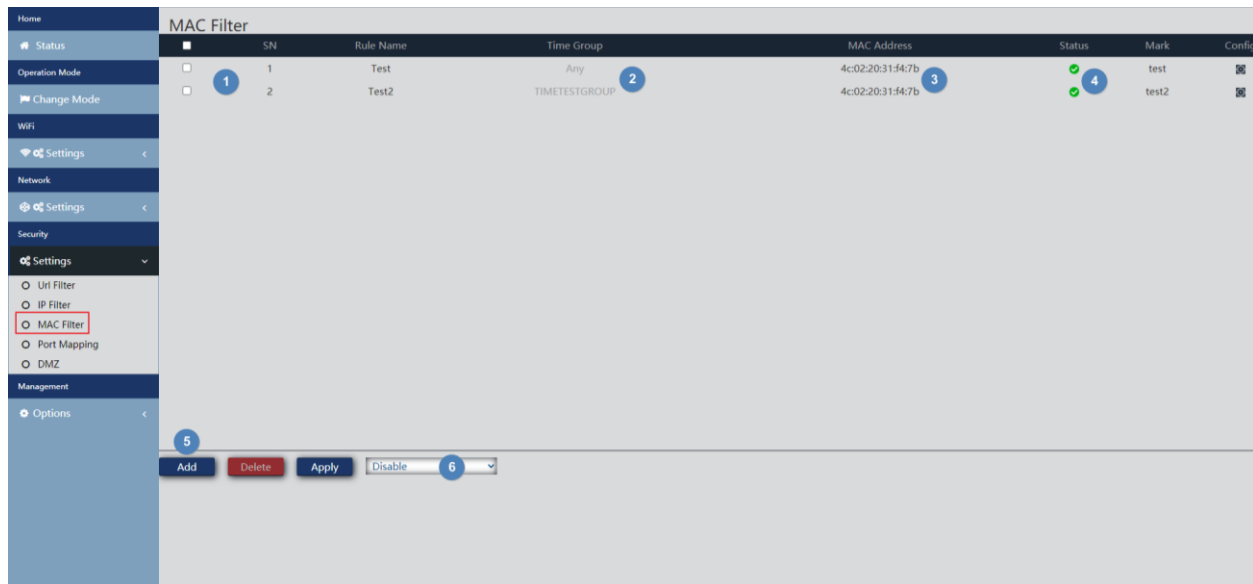 Home
Status
Operation Mode
Change Mode
WiFi
Settings
Network
Settings
Security
Settings
Url Filter
IP Filter
MAC Filter
Port Mapping
DMZ
Management
Options
MAC Filter
SN Rule Name Time Group MAC Address Status Mark Config
1 1 Test Any 2 4c:02:20:31:f4:7b 3 4 test
2 Test2 TIMETESTGROUP 4c:02:20:31:f4:7b test2
5
Add Delete Apply Disable 6